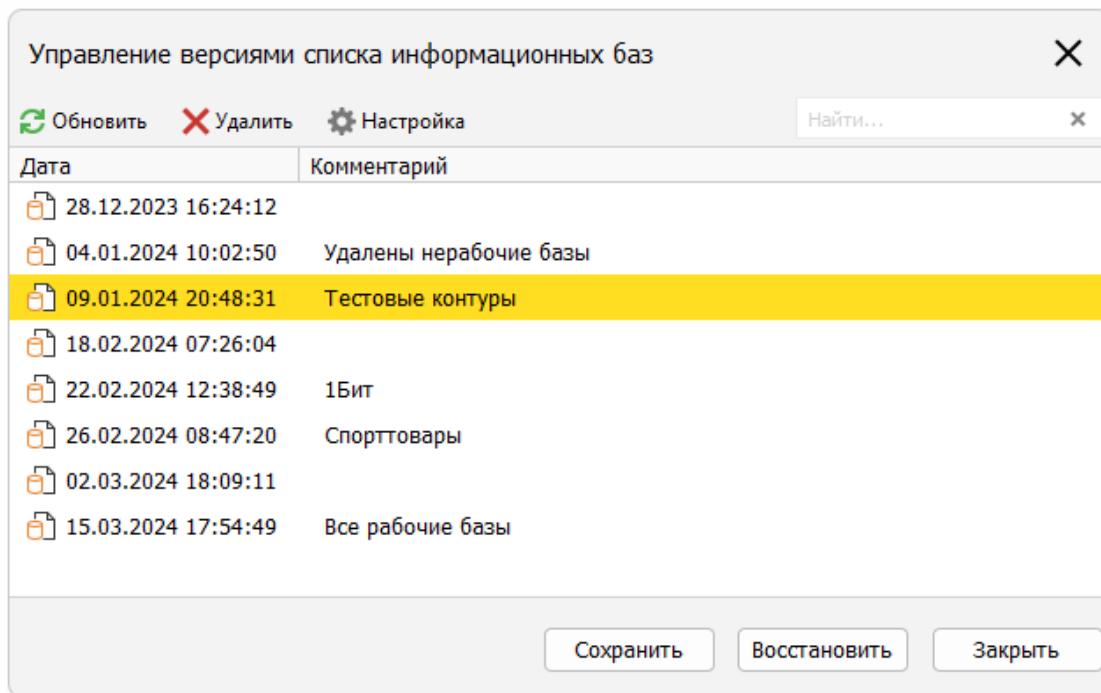 Управление версиями списка информационных баз
Обновить Удалить Настройка Найти...
Дата Комментарий
28.12.2023 16:24:12
04.01.2024 10:02:50 Удалены нерабочие базы
09.01.2024 20:48:31 Тестовые контуры
18.02.2024 07:26:04
22.02.2024 12:38:49 1Бит
26.02.2024 08:47:20 Спорттовары
02.03.2024 18:09:11
15.03.2024 17:54:49 Все рабочие базы
Сохранить Восстановить Закрыть